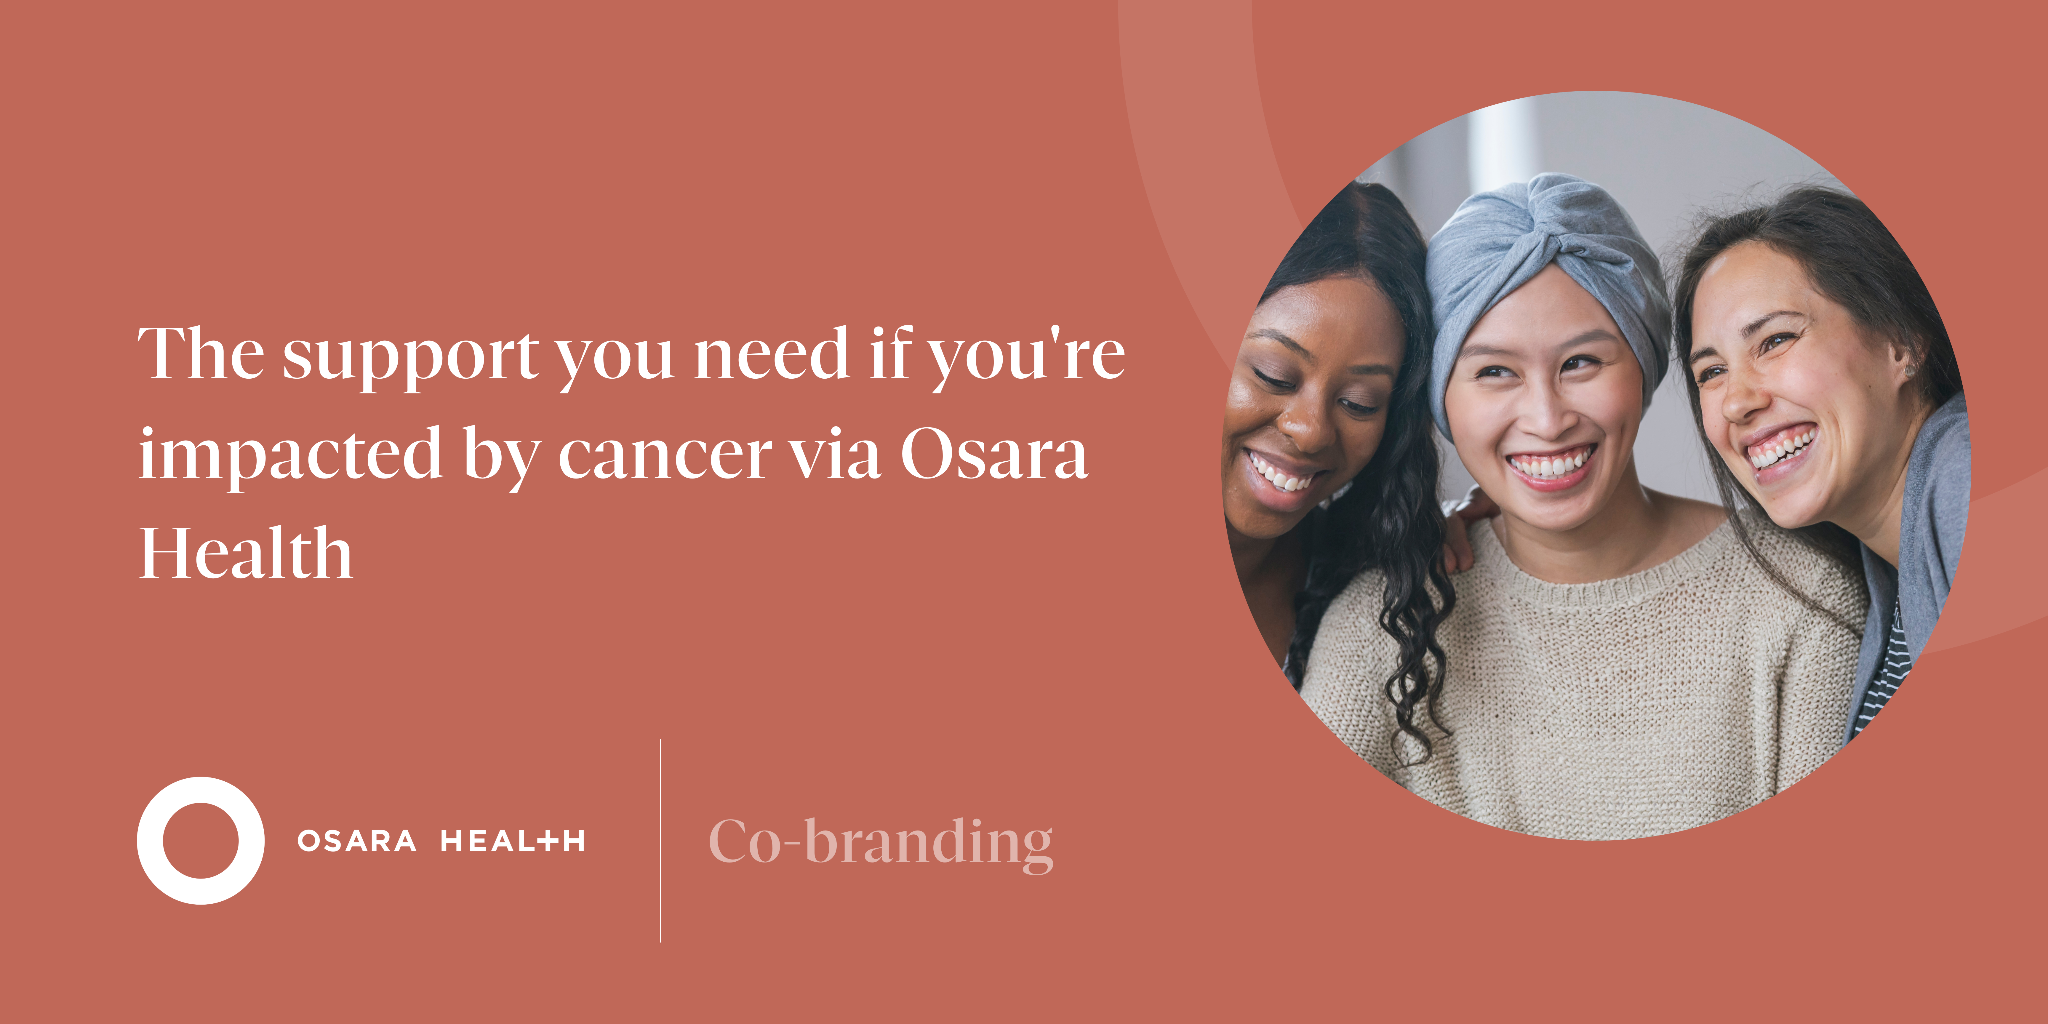 The support you need if you're
impacted by cancer via Osara
Health
OSARA HEALTH
Co-branding